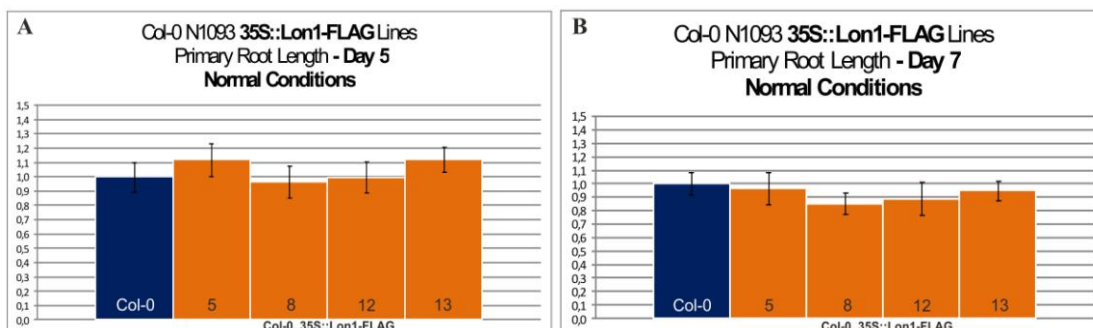 A
Col-0 N1093 35S::Lon1-FLAG Lines
Primary Root Length - Day 5
Normal Conditions
1,5
1,4
1,3
1,2
1,1
1,0
0,9
0,8
0,7
0,6
0,5
0,4
0,3
0,2
0,1
0,0
Col-0 5 8 12 13
Col-0 35S::Lon1-FLAG
B
Col-0 N1093 35S::Lon1-FLAG Lines
Primary Root Length - Day 7
Normal Conditions
1,5
1,4
1,3
1,2
1,1
1,0
0,9
0,8
0,7
0,6
0,5
0,4
0,3
0,2
0,1
0,0
Col-0 5 8 12 13
Col-0 35S::Lon1-FLAG